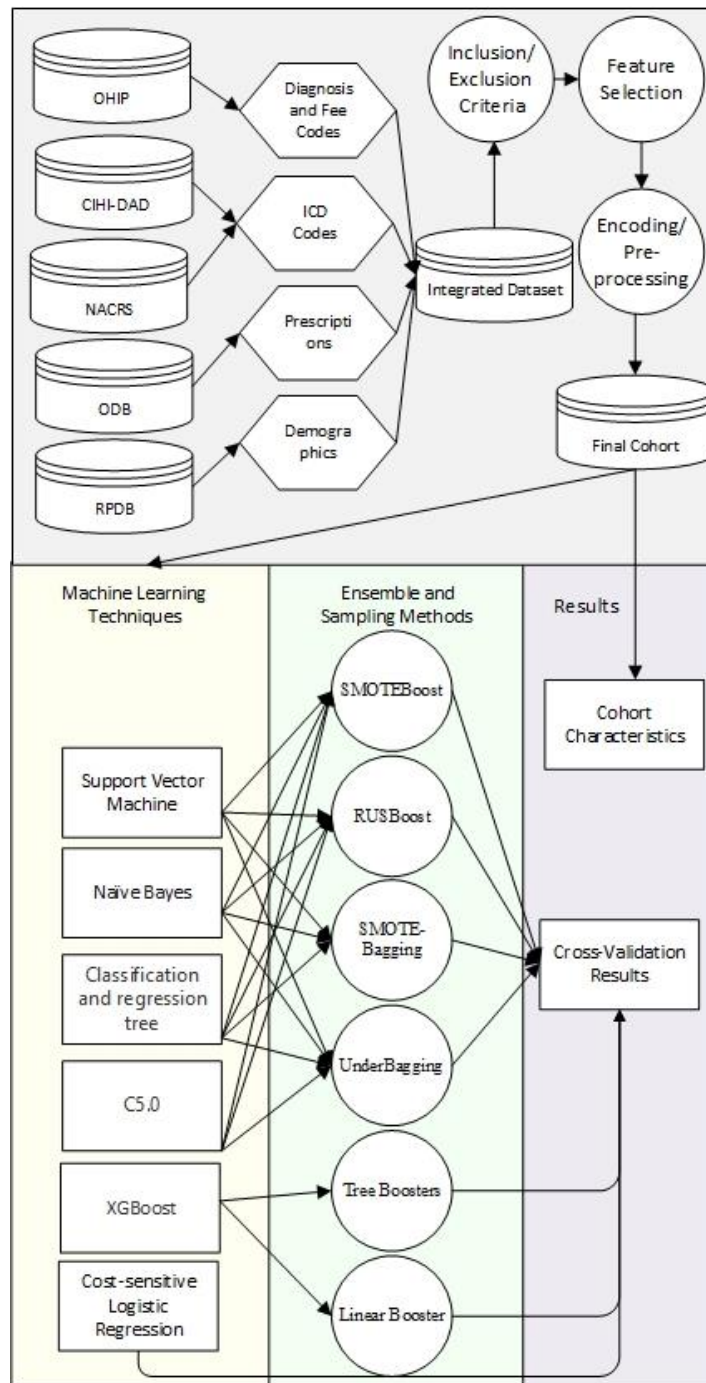 OHIP
CIHI-DAD
NACRS
ODB
RPDB
Diagnosis
and Fee
Codes
ICD
Codes
Prescripti
ons
Demogra
phics
Integrated Dataset
Inclusion/
Exclusion
Criteria
Feature
Selection
Encoding/
Pre-
processing
Final Cohort
Machine Learning
Techniques
Support Vector
Machine
Naïve Bayes
Classification
and regression
tree
C5.0
XGBoost
Cost-sensitive
Logistic
Regression
Ensemble and
Sampling Methods
SMOTEBoost
RUSBoost
SMOTE-
Bagging
UnderBagging
Tree Boosters
Linear Booster
Results
Cohort
Characteristics
Cross-Validation
Results